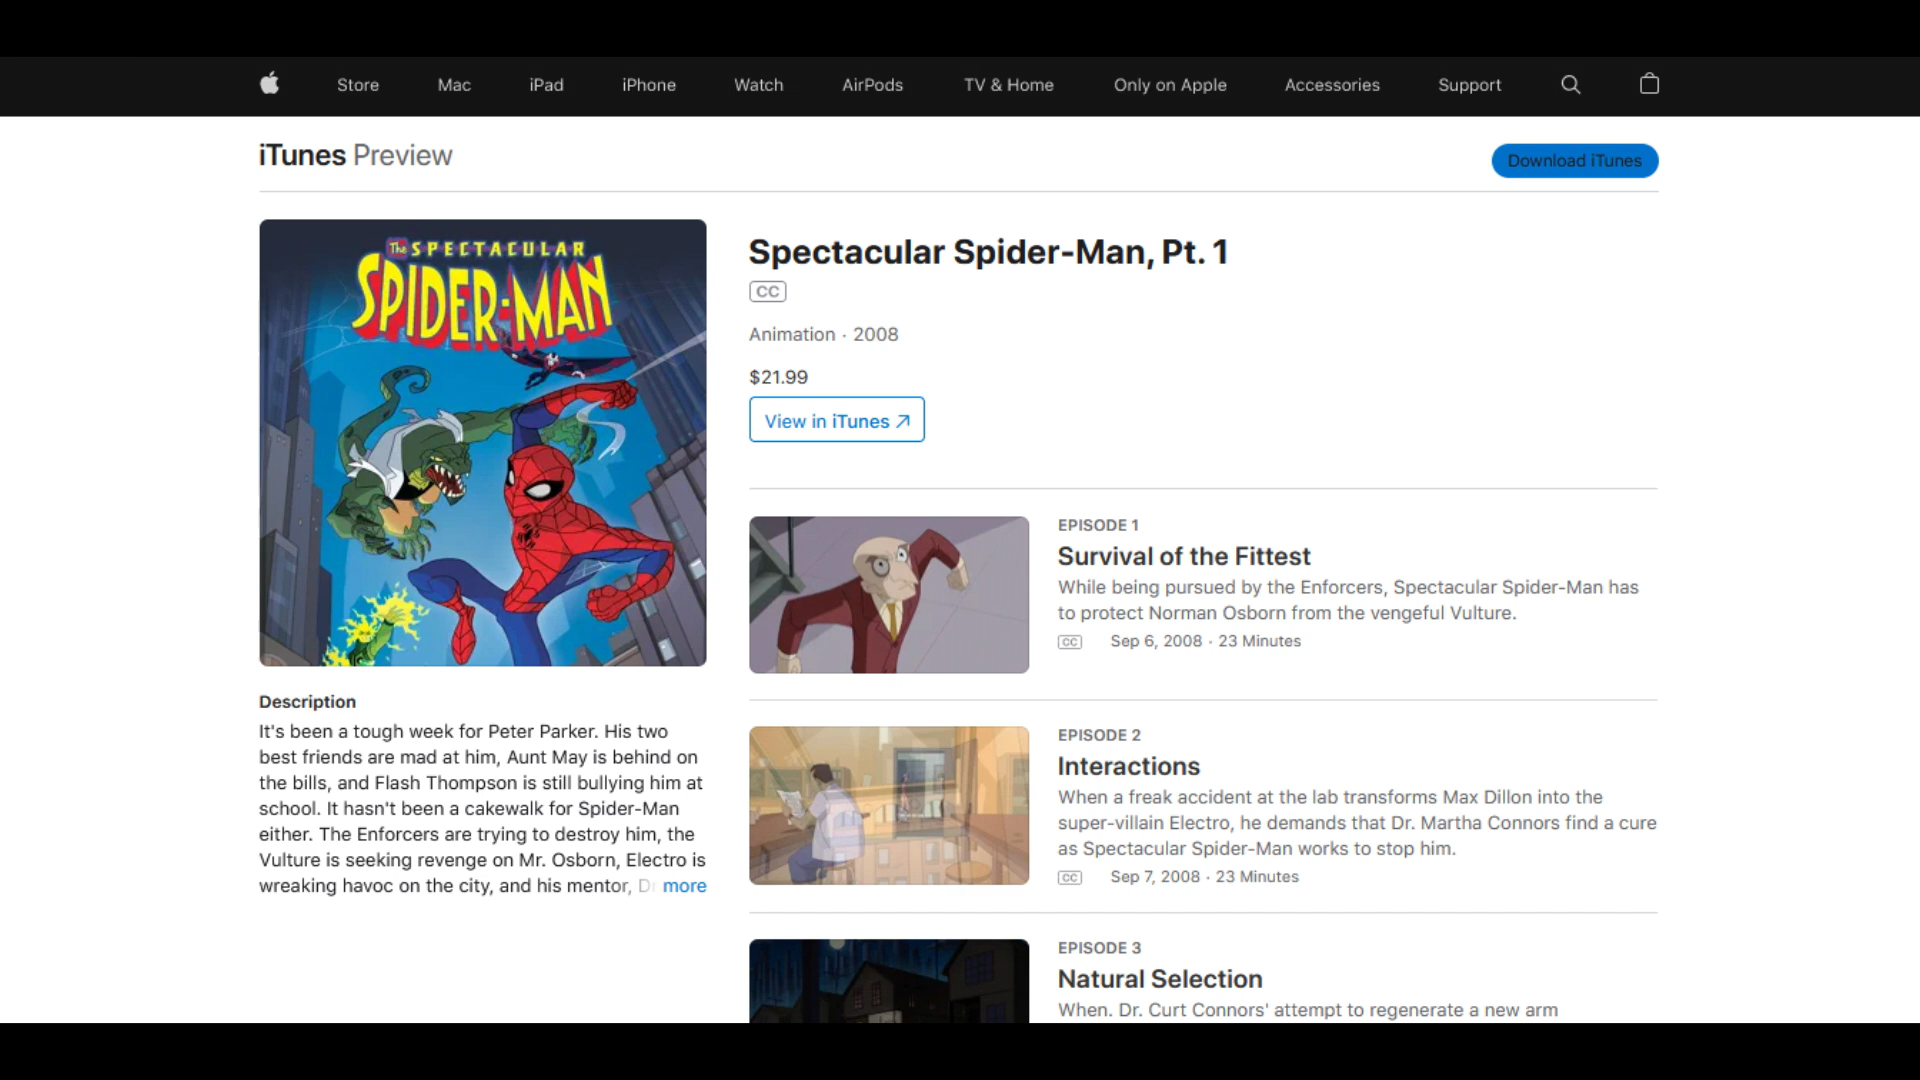 Store Mac iPad iPhone Watch AirPods TV & Home Only on Apple Accessories Support
iTunes Preview
Download iTunes
The SPECTACULAR
SPIDER-MAN
Spectacular Spider-Man, Pt. 1
CC
Animation · 2008
$21.99
View in iTunes ↗
Description
It's been a tough week for Peter Parker. His two
best friends are mad at him, Aunt May is behind on
the bills, and Flash Thompson is still bullying him at
school. It hasn't been a cakewalk for Spider-Man
either. The Enforcers are trying to destroy him, the
Vulture is seeking revenge on Mr. Osborn, Electro is
wreaking havoc on the city, and his mentor, Dr more
EPISODE 1
Survival of the Fittest
While being pursued by the Enforcers, Spectacular Spider-Man has
to protect Norman Osborn from the vengeful Vulture.
CC Sep 6, 2008 · 23 Minutes
EPISODE 2
Interactions
When a freak accident at the lab transforms Max Dillon into the
super-villain Electro, he demands that Dr. Martha Connors find a cure
as Spectacular Spider-Man works to stop him.
CC Sep 7, 2008 · 23 Minutes
EPISODE 3
Natural Selection
When. Dr. Curt Connors' attempt to regenerate a new arm